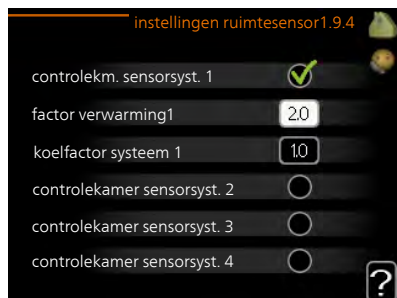 instellingen ruimtesensor1.9.4
controlekm. sensorsyst. 1
factor verwarming1 2.0
koelfactor systeem 1 1.0
controlekamer sensorsyst. 2
controlekamer sensorsyst. 3
controlekamer sensorsyst. 4
?